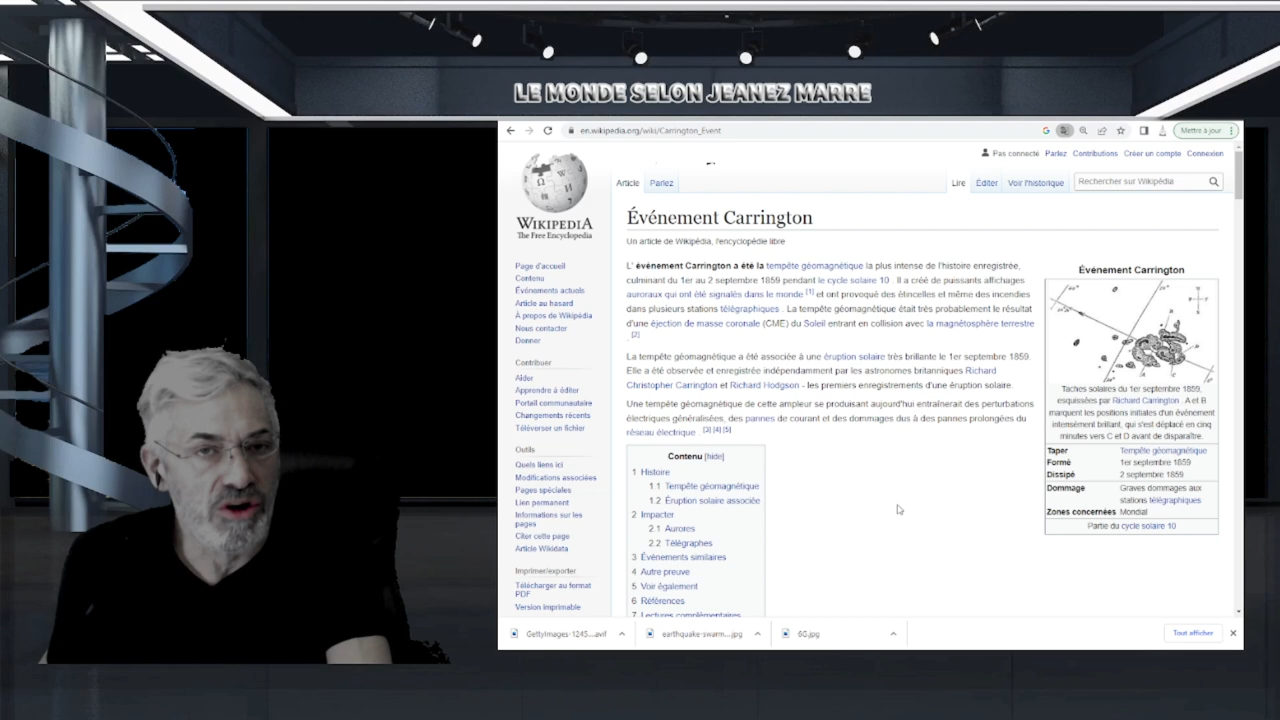 LE MONDE SELON JEANEZ MARRE
en.wikipedia.org/wiki/Carrington_Event
Mettre à jour
Pas connecté Parlez Contributions Créer un compte Connexion
Article Parlez
Lire Éditer Voir l'historique
Rechercher sur Wikipédia
WIKIPEDIA
The Free Encyclopedia
Page d'accueil
Contenu
Événements actuels
Article au hasard
À propos de Wikipédia
Nous contacter
Donner
Contribuer
Aider
Apprendre à éditer
Portail communautaire
Changements récents
Téléverser un fichier
Outils
Quels liens ici
Modifications associées
Pages spéciales
Lien permanent
Informations sur les
pages
Citer cette page
Article Wikidata
Imprimer/exporter
Télécharger au format
PDF
Version imprimable
Événement Carrington
Un article de Wikipédia, l'encyclopédie libre
L' événement Carrington a été la tempête géomagnétique la plus intense de l'histoire enregistrée,
culminant du 1er au 2 septembre 1859 pendant le cycle solaire 10 . Il a créé de puissants affichages
auroraux qui ont été signalés dans le monde [1] et ont provoqué des étincelles et même des incendies
dans plusieurs stations télégraphiques . La tempête géomagnétique était très probablement le résultat
d'une éjection de masse coronale (CME) du Soleil entrant en collision avec la magnétosphère terrestre
. [2]
La tempête géomagnétique a été associée à une éruption solaire très brillante le 1er septembre 1859.
Elle a été observée et enregistrée indépendamment par les astronomes britanniques Richard
Christopher Carrington et Richard Hodgson - les premiers enregistrements d'une éruption solaire.
Une tempête géomagnétique de cette ampleur se produisant aujourd'hui entraînerait des perturbations
électriques généralisées, des pannes de courant et des dommages dus à des pannes prolongées du
réseau électrique . [3] [4] [5]
Contenu [hide]
1 Histoire
1.1 Tempête géomagnétique
1.2 Éruption solaire associée
2 Impacter
2.1 Aurores
2.2 Télégraphes
3 Événements similaires
4 Autre preuve
5 Voir également
6 Références
7 Lectures complémentaires
Événement Carrington
Taches solaires du 1er septembre 1859,
esquissées par Richard Carrington . A et B
marquent les positions initiales d'un événement
intensément brillant, qui s'est déplacé en cinq
minutes vers C et D avant de disparaître.
Taper Tempête géomagnétique
Formé 1er septembre 1859
Dissipé 2 septembre 1859
Dommage Graves dommages aux
stations télégraphiques
Zones concernées Mondial
Partie du cycle solaire 10
GettyImages-1245....avif
earthquake-swarm....jpg
6G.jpg
Tout afficher